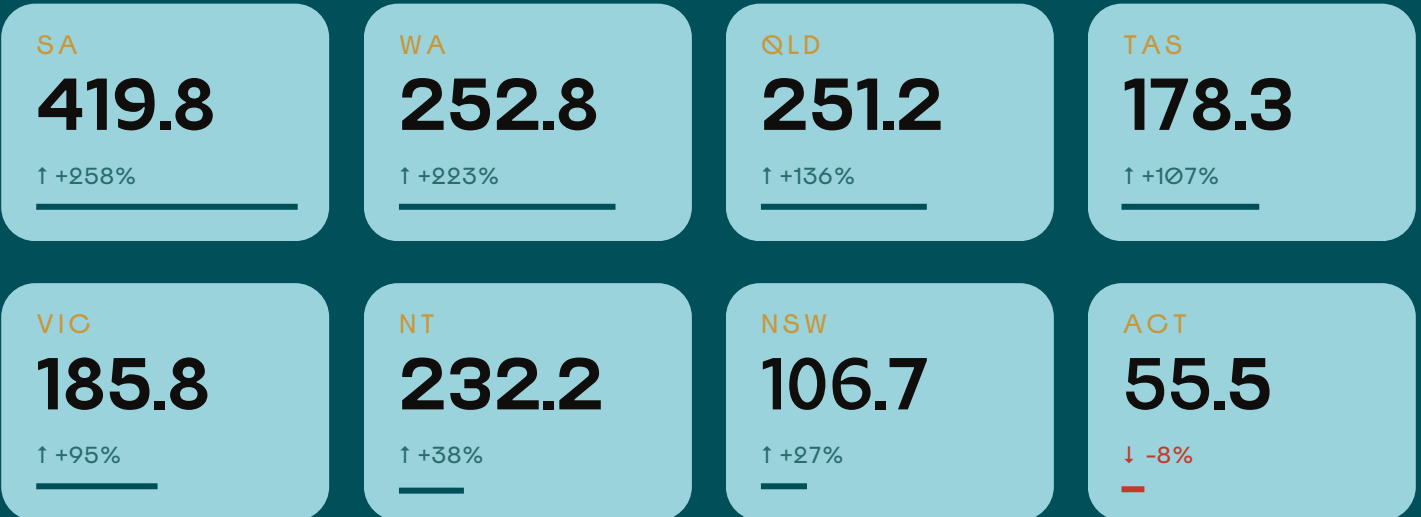 SA
419.8
↑ +258%
WA
252.8
↑ +223%
QLD
251.2
↑ +136%
TAS
178.3
↑ +107%
VIC
185.8
↑ +95%
NT
232.2
↑ +38%
NSW
106.7
↑ +27%
ACT
55.5
↓ -8%